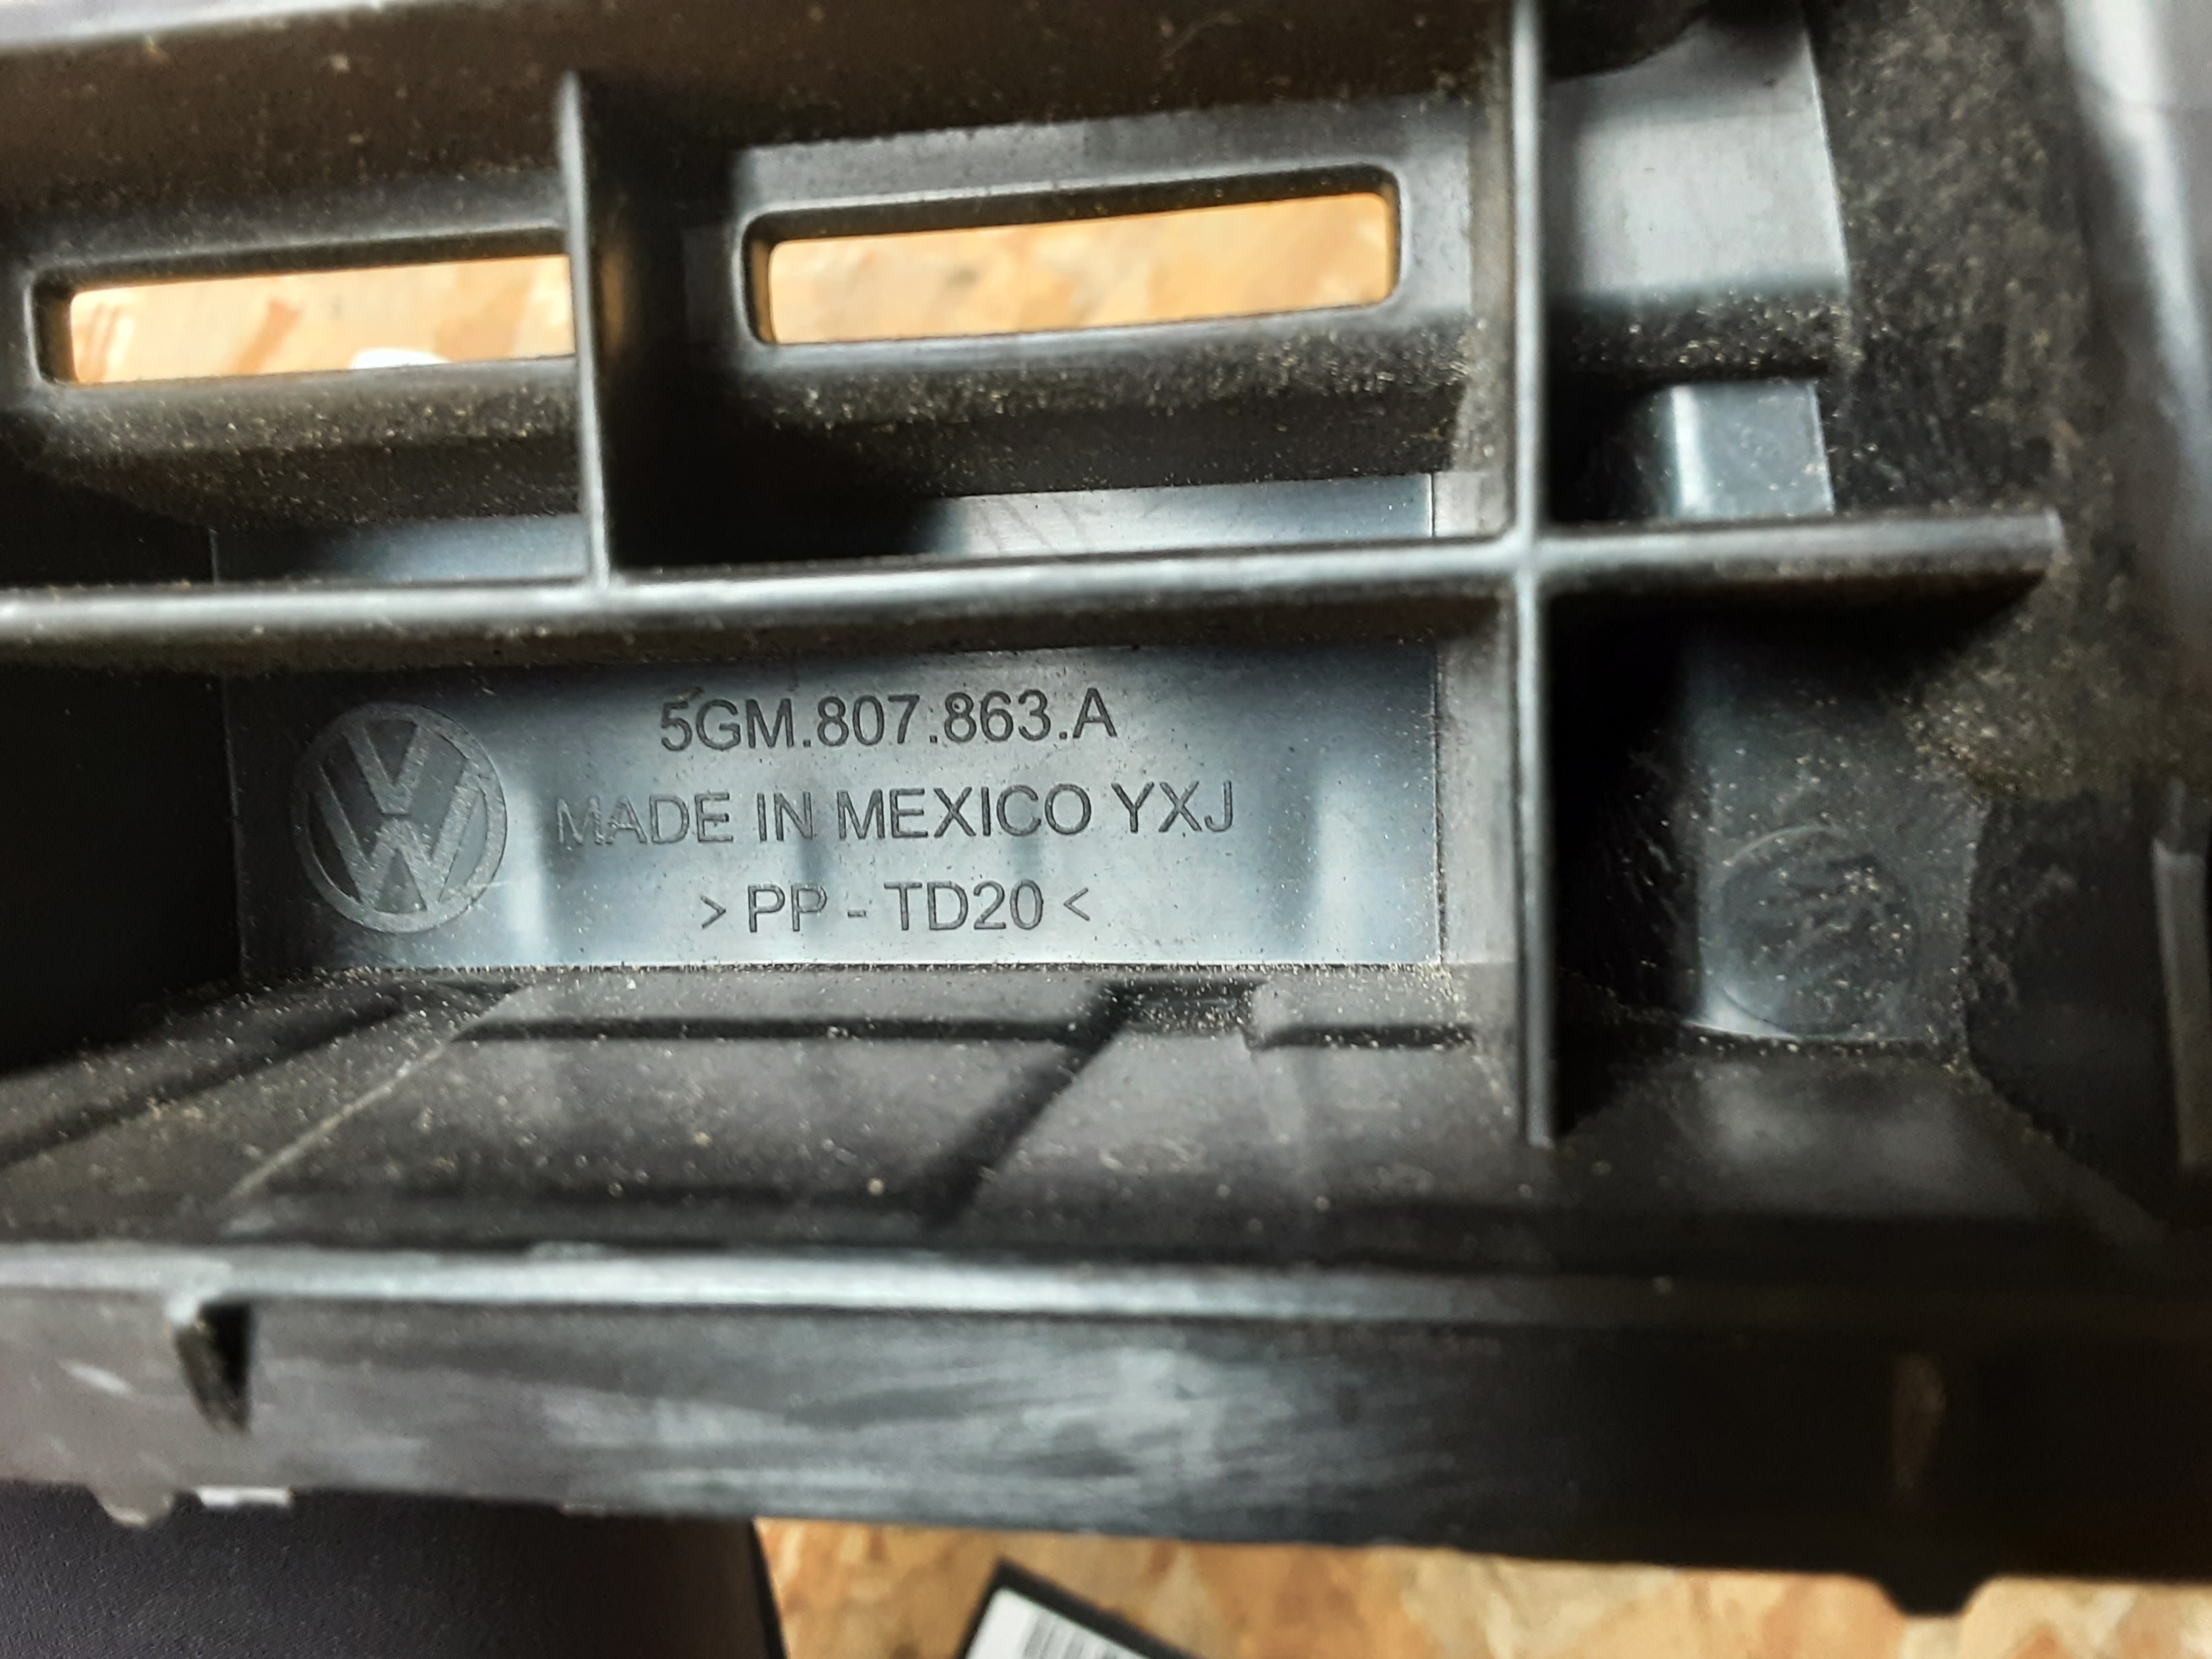 5GM.807.863.A
MADE IN MEXICO YXJ
> PP - TD20 <